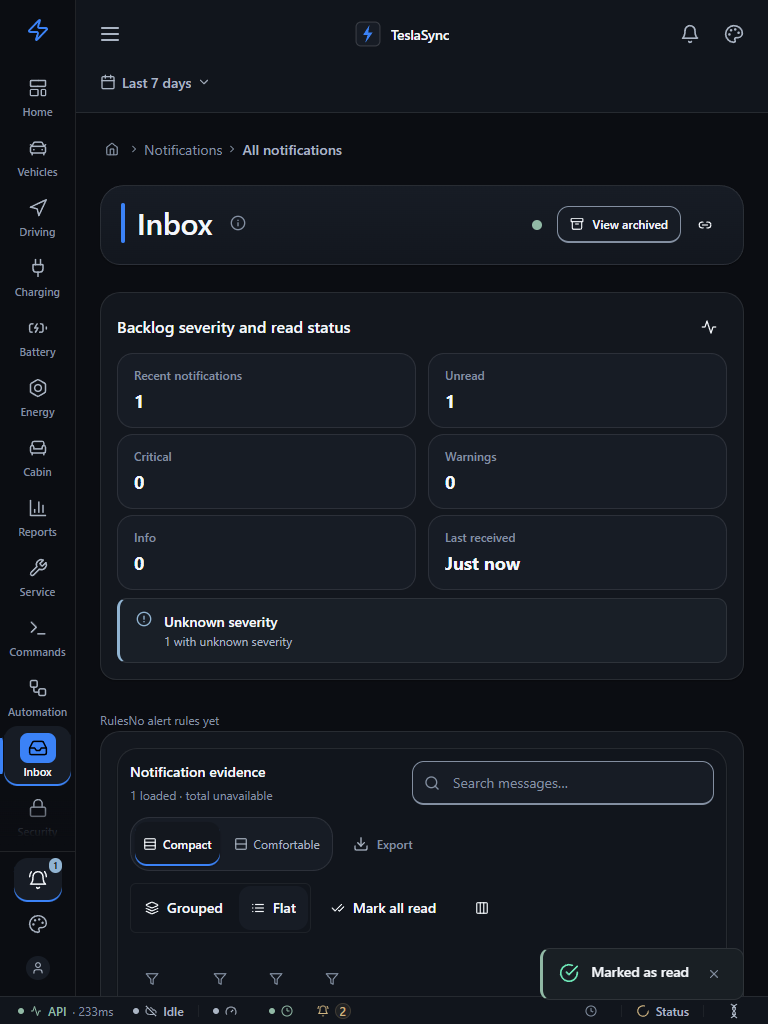 TeslaSync
Last 7 days
Home
Vehicles
Driving
Charging
Battery
Energy
Cabin
Reports
Service
Commands
Automation
Inbox
Security
1
Notifications
All notifications
Inbox
View archived
Backlog severity and read status
Recent notifications
1
Unread
1
Critical
0
Warnings
0
Info
0
Last received
Just now
Unknown severity
1 with unknown severity
RulesNo alert rules yet
Notification evidence
1 loaded · total unavailable
Search messages...
Compact
Comfortable
Export
Grouped
Flat
Mark all read
Marked as read
API · 233ms
Idle
2
Status